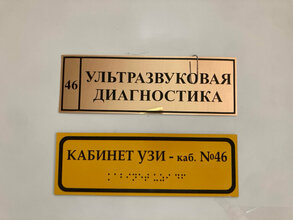 46
УЛЬТРАЗВУКОВАЯ
ДИАГНОСТИКА
КАБИНЕТ УЗИ - каб. №46